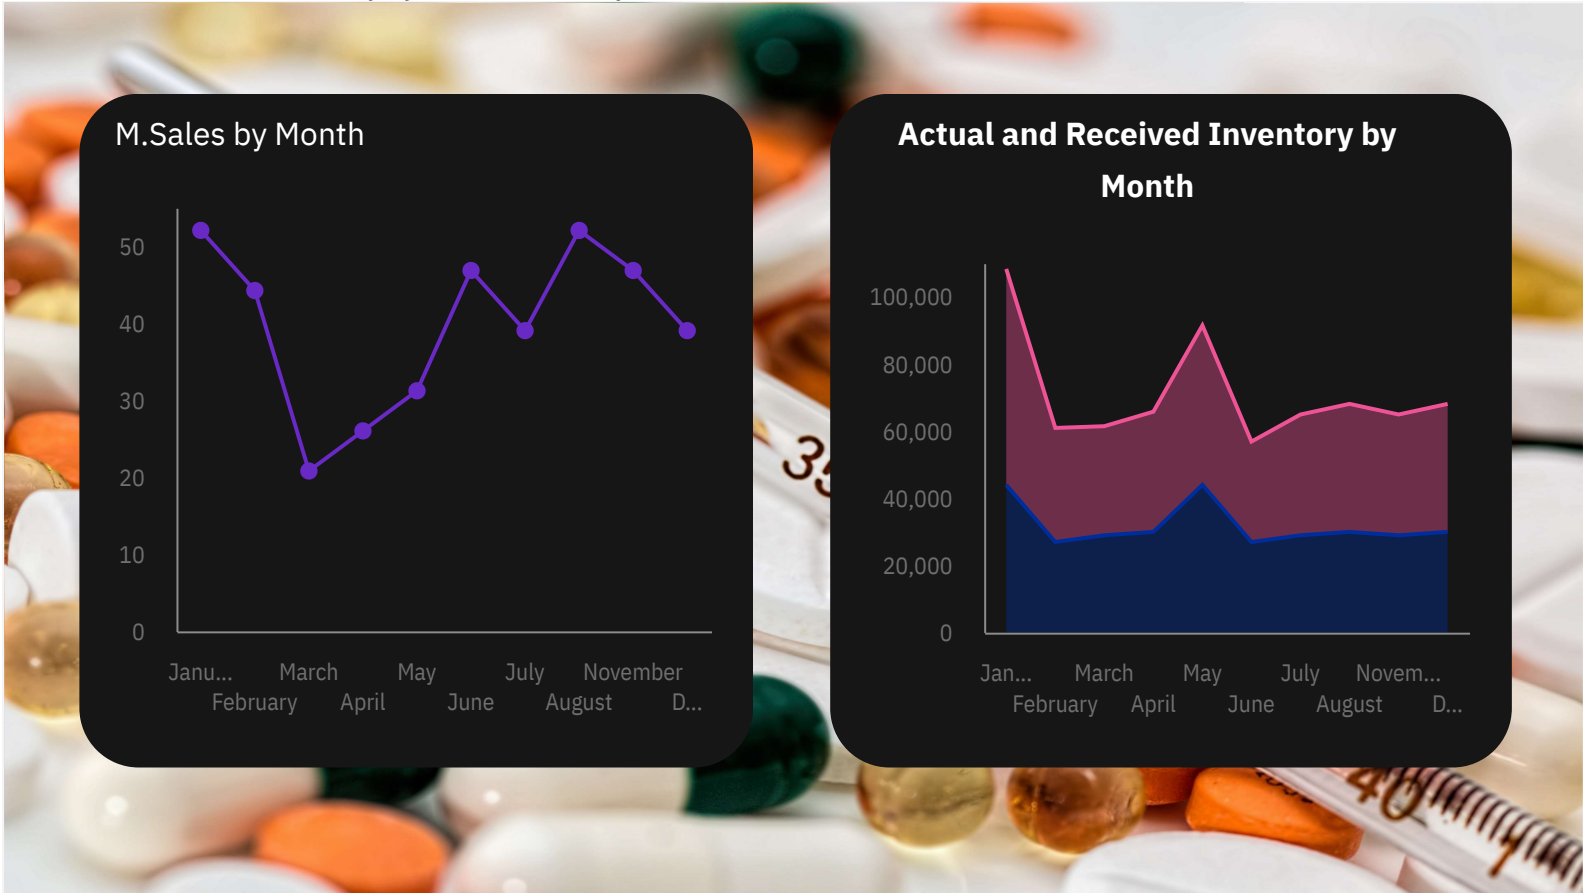 M.Sales by Month
50
40
30
20
10
0
Janu...
March
May
July
November
February
April
June
August
D...
Actual and Received Inventory by
Month
100,000
80,000
60,000
40,000
20,000
0
Jan...
March
May
July
Novem...
February
April
June
August
D...
40